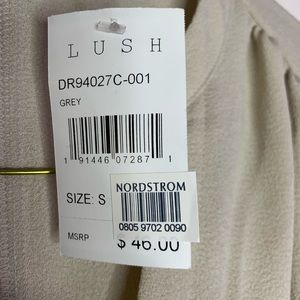 LUSH
DR94027C-001
GREY
1 91446 07287 1
SIZE: S
NORDSTROM
0805 9702 0090
MSRP
$ 46.00